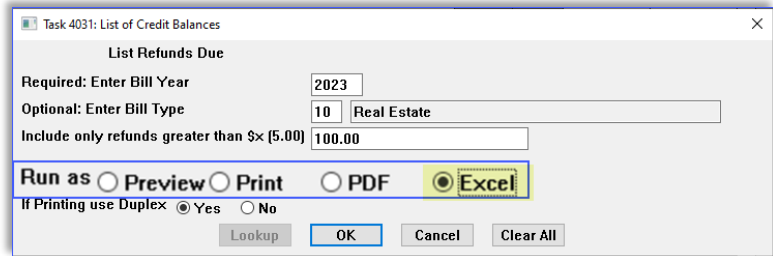 Task 4031: List of Credit Balances
List Refunds Due
Required: Enter Bill Year 2023
Optional: Enter Bill Type 10 Real Estate
Include only refunds greater than $x (5.00) 100.00
Run as Preview Print PDF Excel
If Printing use Duplex Yes No
Lookup OK Cancel Clear All